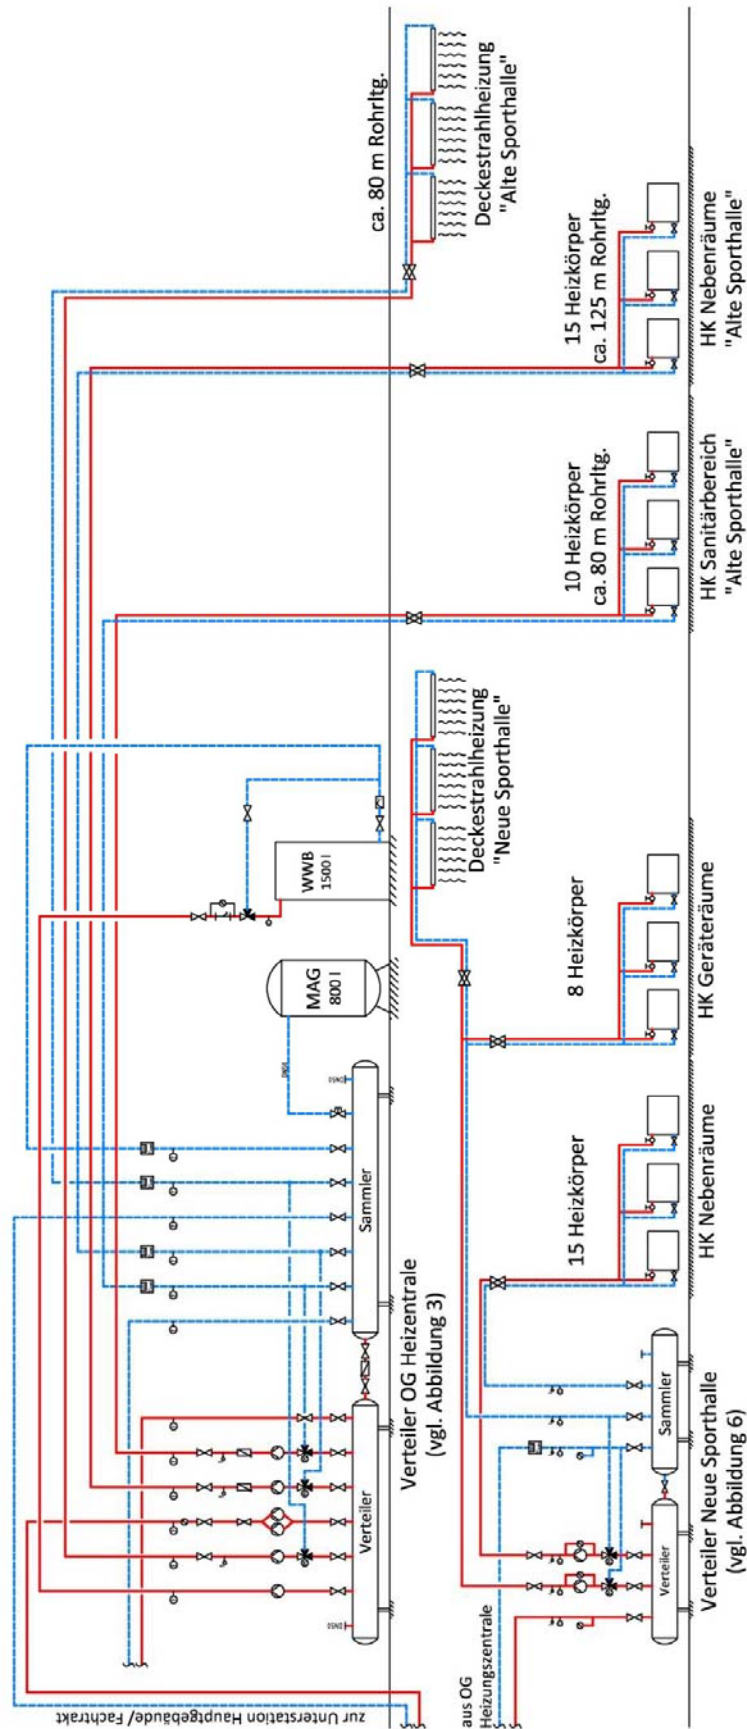 ca. 80 m Rohrltg.
Deckestrahlheizung
"Alte Sporthalle"
15 Heizkörper
ca. 125 m Rohrltg.
HK Nebenräume
"Alte Sporthalle"
10 Heizkörper
ca. 80 m Rohrltg.
HK Sanitärbereich
"Alte Sporthalle"
WWB
1500 l
MAG
800 l
Deckestrahlheizung
"Neue Sporthalle"
8 Heizkörper
HK Geräteräume
15 Heizkörper
HK Nebenräume
DN50
DN50
Sammler
Verteiler
DN50
Verteiler OG Heizentrale
(vgl. Abbildung 3)
Sammler
Verteiler
Verteiler Neue Sporthalle
(vgl. Abbildung 6)
zur Unterstation Hauptgebäude/ Fachtrakt
aus OG
Heizungszentrale